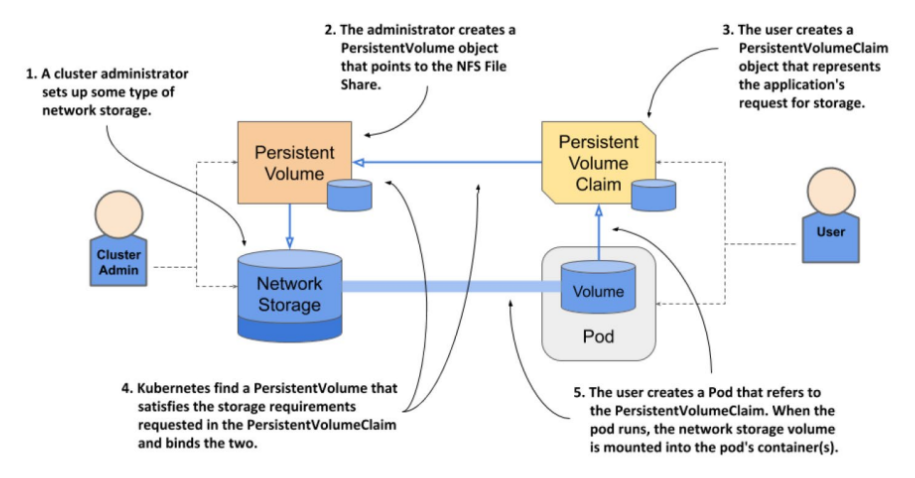 1. A cluster administrator
sets up some type of
network storage.
2. The administrator creates a
PersistentVolume object
that points to the NFS File
Share.
3. The user creates a
PersistentVolumeClaim
object that represents
the application's
request for storage.
Persistent
Volume
Persistent
Volume
Claim
Cluster
Admin
User
Network
Storage
Volume
Pod
4. Kubernetes find a PersistentVolume that
satisfies the storage requirements
requested in the PersistentVolumeClaim
and binds the two.
5. The user creates a Pod that refers to
the PersistentVolumeClaim. When the
pod runs, the network storage volume
is mounted into the pod's container(s).